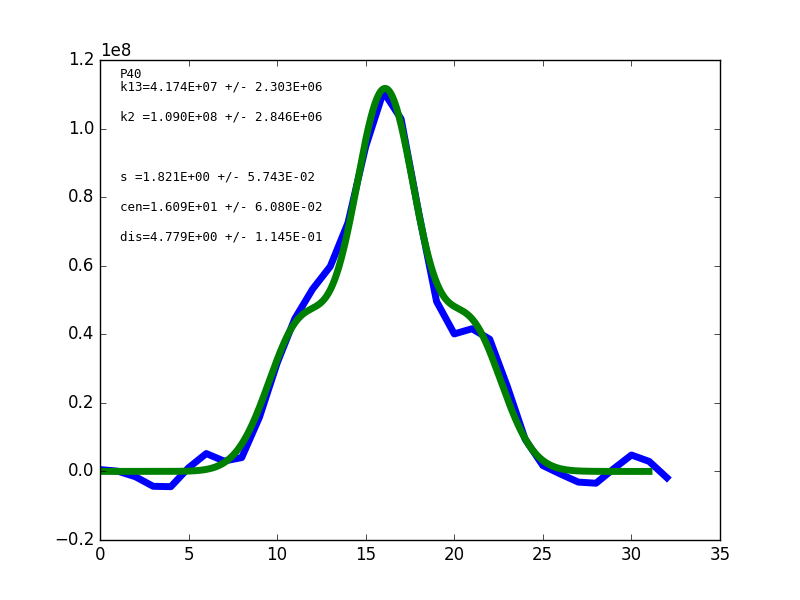 1e8
P40
k13=4.174E+07 +/- 2.303E+06
k2 =1.090E+08 +/- 2.846E+06
s =1.821E+00 +/- 5.743E-02
cen=1.609E+01 +/- 6.080E-02
dis=4.779E+00 +/- 1.145E-01
1.2
1.0
0.8
0.6
0.4
0.2
0.0
−0.2
0 5 10 15 20 25 30 35